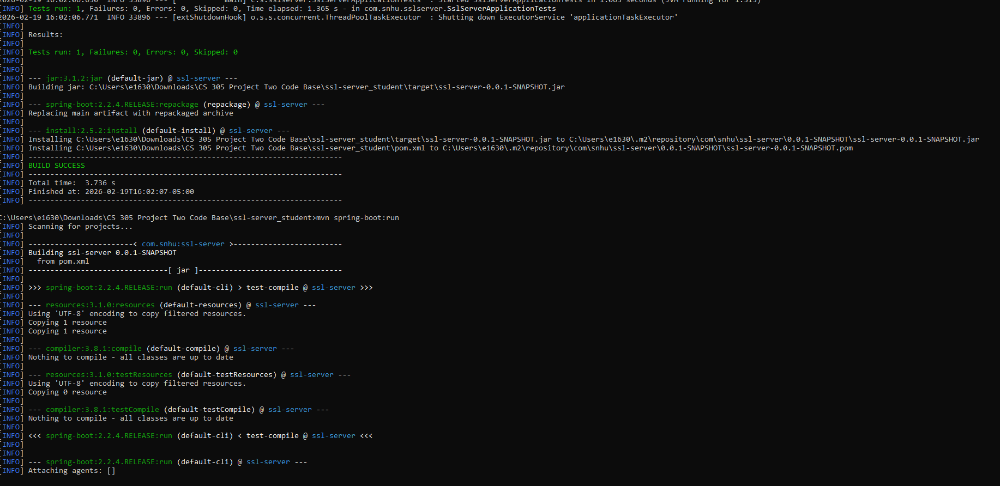 2026-02-19 16:02:06.650  INFO 33896 --- [           main] c.s.sslserver.SslServerApplicationTests  : Started SslServerApplicationTests in 1.065 seconds (JVM running for 1.515)
[INFO] Tests run: 1, Failures: 0, Errors: 0, Skipped: 0, Time elapsed: 1.365 s - in com.snhu.sslserver.SslServerApplicationTests
2026-02-19 16:02:06.771  INFO 33896 --- [extShutdownHook] o.s.s.concurrent.ThreadPoolTaskExecutor  : Shutting down ExecutorService 'applicationTaskExecutor'
[INFO]
[INFO] Results:
[INFO]
[INFO] Tests run: 1, Failures: 0, Errors: 0, Skipped: 0
[INFO]
[INFO]
[INFO] --- jar:3.1.2:jar (default-jar) @ ssl-server ---
[INFO] Building jar: C:\Users\e1630\Downloads\CS 305 Project Two Code Base\ssl-server_student\target\ssl-server-0.0.1-SNAPSHOT.jar
[INFO]
[INFO] --- spring-boot:2.2.4.RELEASE:repackage (repackage) @ ssl-server ---
[INFO] Replacing main artifact with repackaged archive
[INFO]
[INFO] --- install:2.5.2:install (default-install) @ ssl-server ---
[INFO] Installing C:\Users\e1630\Downloads\CS 305 Project Two Code Base\ssl-server_student\target\ssl-server-0.0.1-SNAPSHOT.jar to C:\Users\e1630\.m2\repository\com\snhu\ssl-server\0.0.1-SNAPSHOT\ssl-server-0.0.1-SNAPSHOT.jar
[INFO] Installing C:\Users\e1630\Downloads\CS 305 Project Two Code Base\ssl-server_student\pom.xml to C:\Users\e1630\.m2\repository\com\snhu\ssl-server\0.0.1-SNAPSHOT\ssl-server-0.0.1-SNAPSHOT.pom
[INFO] ------------------------------------------------------------------------
[INFO] BUILD SUCCESS
[INFO] ------------------------------------------------------------------------
[INFO] Total time:  3.736 s
[INFO] Finished at: 2026-02-19T16:02:07-05:00
[INFO] ------------------------------------------------------------------------
C:\Users\e1630\Downloads\CS 305 Project Two Code Base\ssl-server_student>mvn spring-boot:run
[INFO] Scanning for projects...
[INFO]
[INFO] ------------------------< com.snhu:ssl-server >-------------------------
[INFO] Building ssl-server 0.0.1-SNAPSHOT
[INFO]   from pom.xml
[INFO] --------------------------------[ jar ]---------------------------------
[INFO]
[INFO] >>> spring-boot:2.2.4.RELEASE:run (default-cli) > test-compile @ ssl-server >>>
[INFO]
[INFO] --- resources:3.1.0:resources (default-resources) @ ssl-server ---
[INFO] Using 'UTF-8' encoding to copy filtered resources.
[INFO] Copying 1 resource
[INFO] Copying 1 resource
[INFO]
[INFO] --- compiler:3.8.1:compile (default-compile) @ ssl-server ---
[INFO] Nothing to compile - all classes are up to date
[INFO]
[INFO] --- resources:3.1.0:testResources (default-testResources) @ ssl-server ---
[INFO] Using 'UTF-8' encoding to copy filtered resources.
[INFO] Copying 0 resource
[INFO]
[INFO] --- compiler:3.8.1:testCompile (default-testCompile) @ ssl-server ---
[INFO] Nothing to compile - all classes are up to date
[INFO]
[INFO] <<< spring-boot:2.2.4.RELEASE:run (default-cli) < test-compile @ ssl-server <<<
[INFO]
[INFO]
[INFO] --- spring-boot:2.2.4.RELEASE:run (default-cli) @ ssl-server ---
[INFO] Attaching agents: []